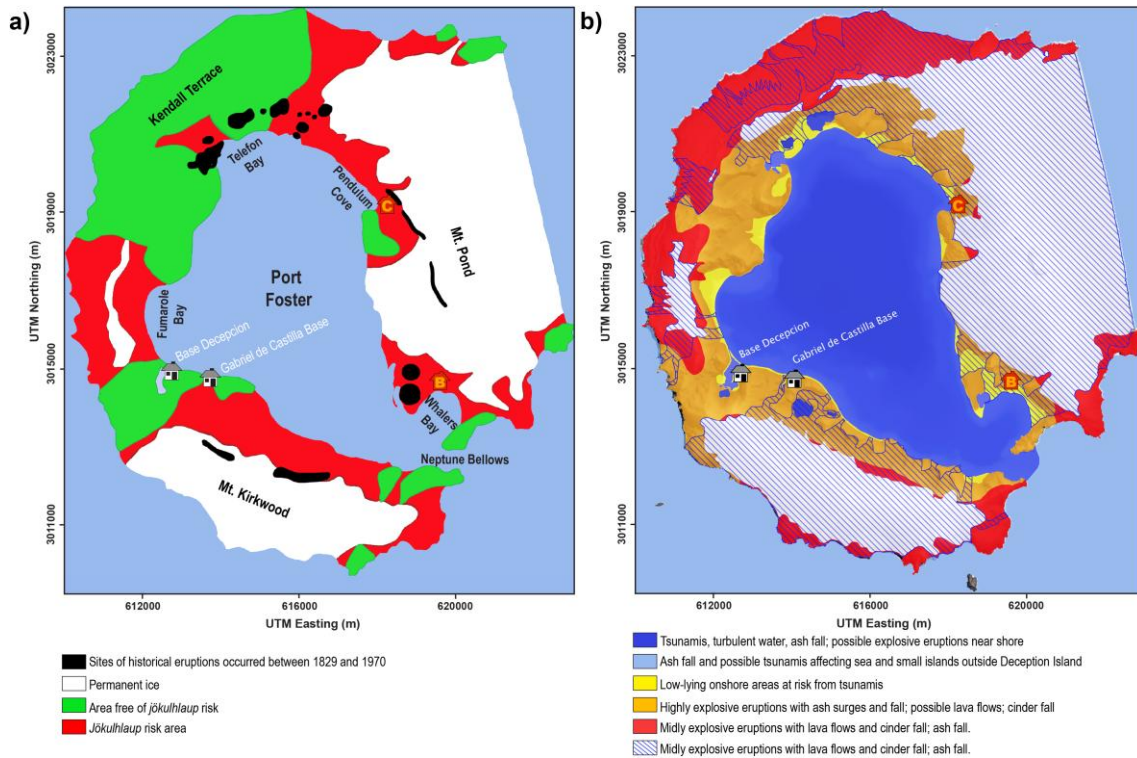 a)
3023000
3019000
3015000
3011000
UTM Northing (m)
Kendall Terrace
Telefon
Bay
Pendulum
Cove
C
Mt. Pond
Port
Foster
Fumarole
Bay
Base Decepcion
Gabriel de Castilla Base
B
Whalers
Bay
Neptune Bellows
Mt. Kirkwood
612000
616000
620000
UTM Easting (m)
Sites of historical eruptions occurred between 1829 and 1970
Permanent ice
Area free of jökulhlaup risk
Jökulhlaup risk area
b)
3023000
3019000
3015000
3011000
UTM Northing (m)
C
Base Decepcion
Gabriel de Castilla Base
B
612000
616000
620000
UTM Easting (m)
Tsunamis, turbulent water, ash fall; possible explosive eruptions near shore
Ash fall and possible tsunamis affecting sea and small islands outside Deception Island
Low-lying onshore areas at risk from tsunamis
Highly explosive eruptions with ash surges and fall; possible lava flows; cinder fall
Midly explosive eruptions with lava flows and cinder fall; ash fall.
Midly explosive eruptions with lava flows and cinder fall; ash fall.